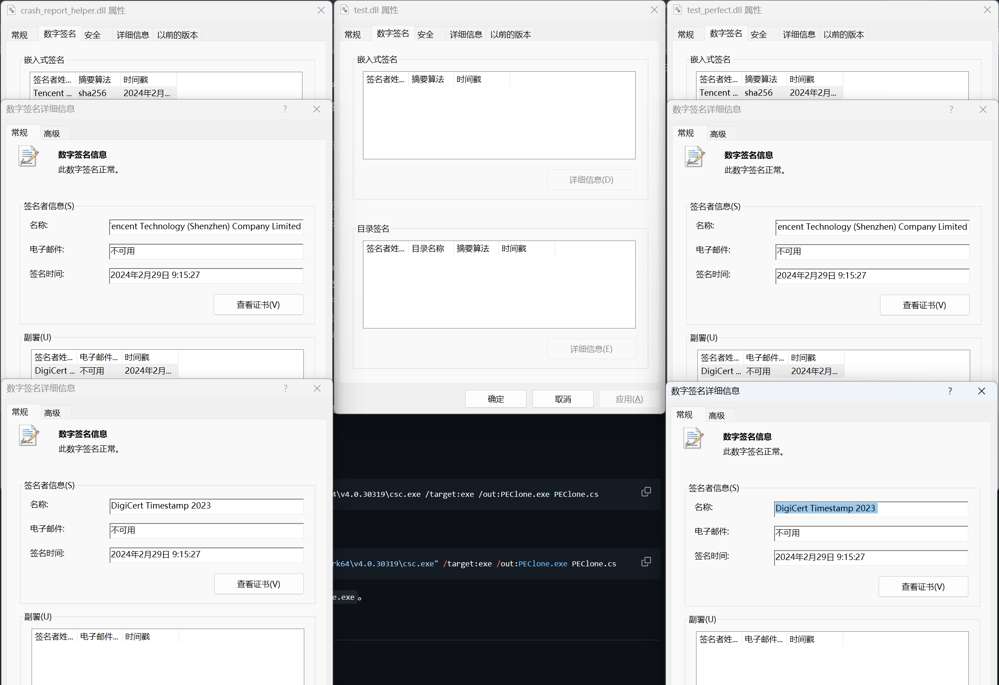 crash_report_helper.dll 属性
常规 数字签名 安全 详细信息 以前的版本
嵌入式签名
签名者姓... 摘要算法 时间戳
Tencent ... sha256 2024年2月...
数字签名详细信息 ?
常规 高级
数字签名信息
此数字签名正常。
签名者信息(S)
名称: encent Technology (Shenzhen) Company Limited
电子邮件: 不可用
签名时间: 2024年2月29日 9:15:27
查看证书(V)
副署(U)
签名者姓... 电子邮件... 时间戳
DigiCert ... 不可用 2024年2月...
数字签名详细信息 ?
常规 高级
数字签名信息
此数字签名正常。
签名者信息(S)
名称: DigiCert Timestamp 2023
电子邮件: 不可用
签名时间: 2024年2月29日 9:15:27
查看证书(V)
副署(U)
签名者姓... 电子邮件... 时间戳
test.dll 属性
常规 数字签名 安全 详细信息 以前的版本
嵌入式签名
签名者姓... 摘要算法 时间戳
详细信息(D)
目录签名
签名者姓... 目录名称 摘要算法 时间戳
详细信息(E)
确定 取消 应用(A)
4\v4.0.30319\csc.exe /target:exe /out:PEClone.exe PEClone.cs
rk64\v4.0.30319\csc.exe" /target:exe /out:PEClone.exe PEClone.cs
e.exe 。
test_perfect.dll 属性
常规 数字签名 安全 详细信息 以前的版本
嵌入式签名
签名者姓... 摘要算法 时间戳
Tencent ... sha256 2024年2月...
数字签名详细信息 ?
常规 高级
数字签名信息
此数字签名正常。
签名者信息(S)
名称: encent Technology (Shenzhen) Company Limited
电子邮件: 不可用
签名时间: 2024年2月29日 9:15:27
查看证书(V)
副署(U)
签名者姓... 电子邮件... 时间戳
DigiCert ... 不可用 2024年2月...
数字签名详细信息 ?
常规 高级
数字签名信息
此数字签名正常。
签名者信息(S)
名称: DigiCert Timestamp 2023
电子邮件: 不可用
签名时间: 2024年2月29日 9:15:27
查看证书(V)
副署(U)
签名者姓... 电子邮件... 时间戳